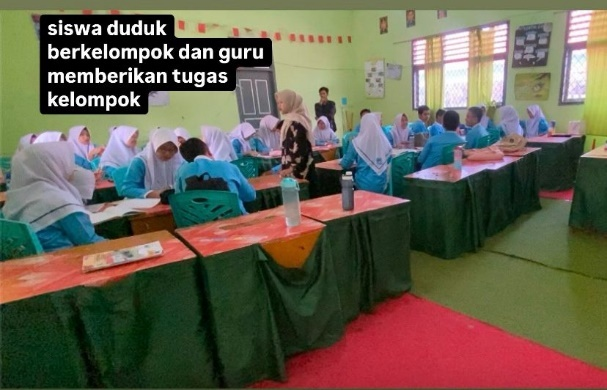 siswa duduk
berkelompok dan guru
memberikan tugas
kelompok